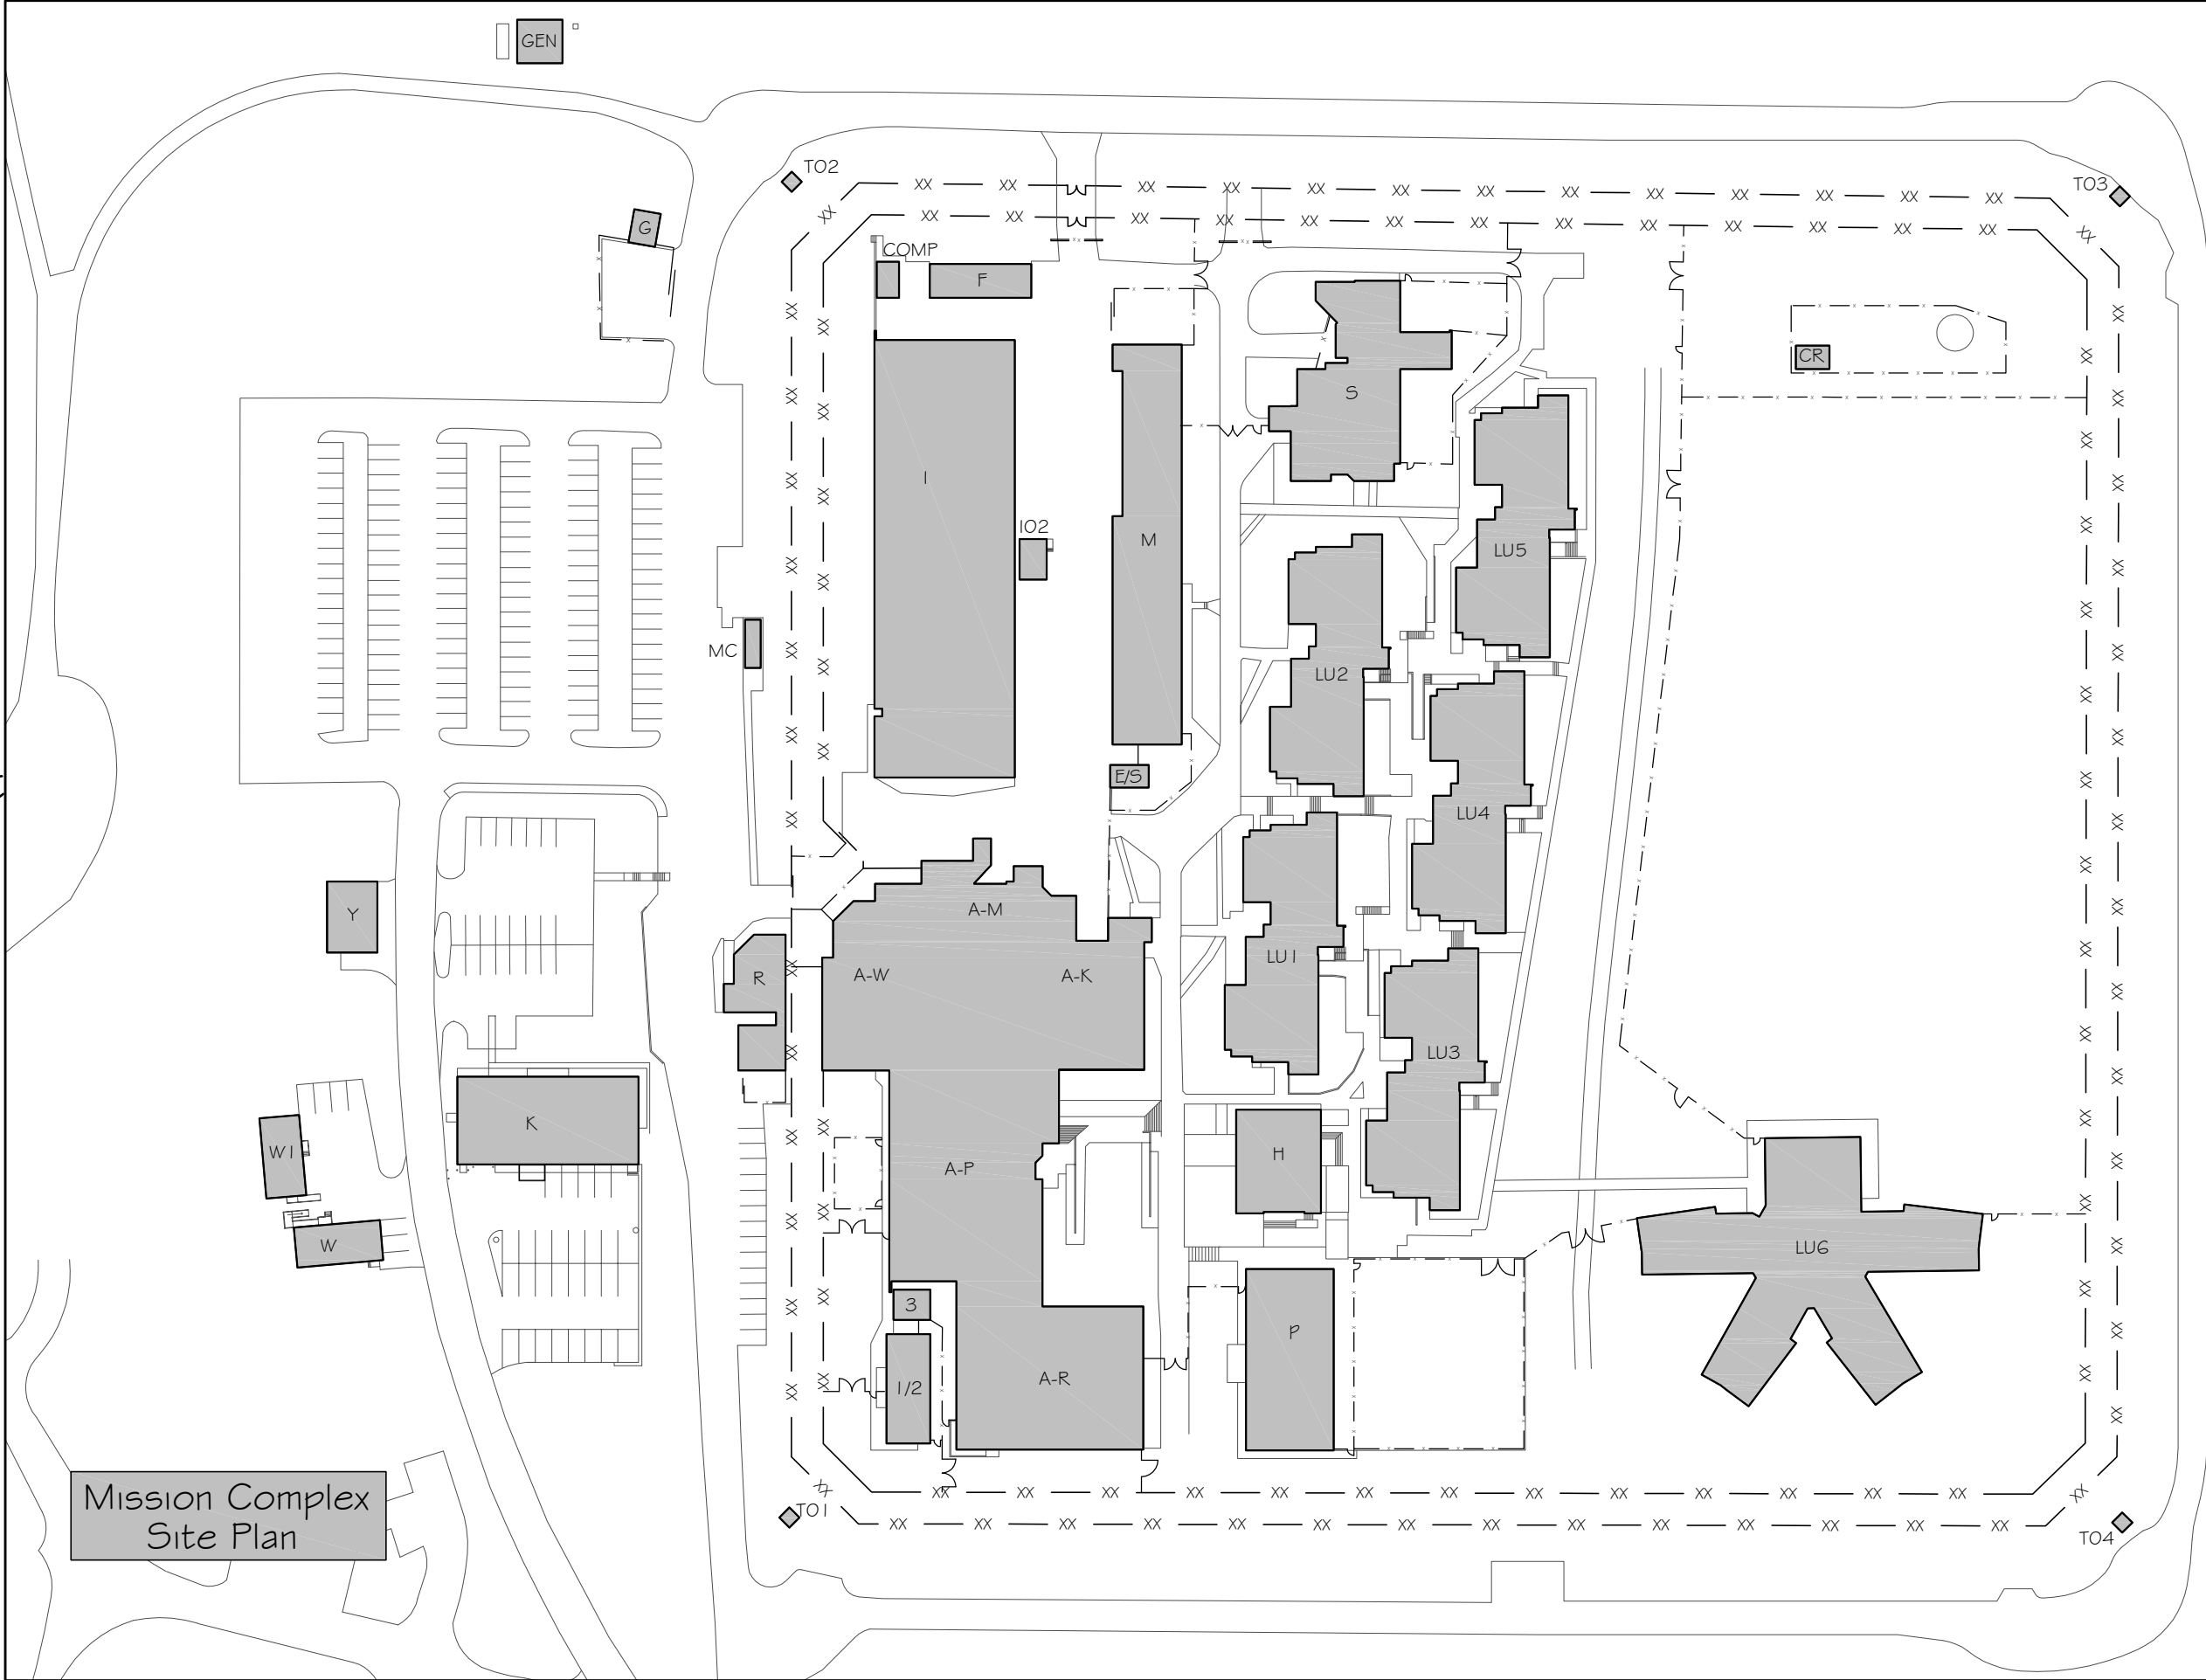 GEN
TO2
TO3
G
COMP
F
CR
S
I
IO2
M
LU5
MC
LU2
E/S
LU4
Y
A-M
R
A-W
A-K
LU1
LU3
K
W1
H
A-P
W
LU6
3
P
1/2
A-R
Mission Complex
Site Plan
TO1
TO4